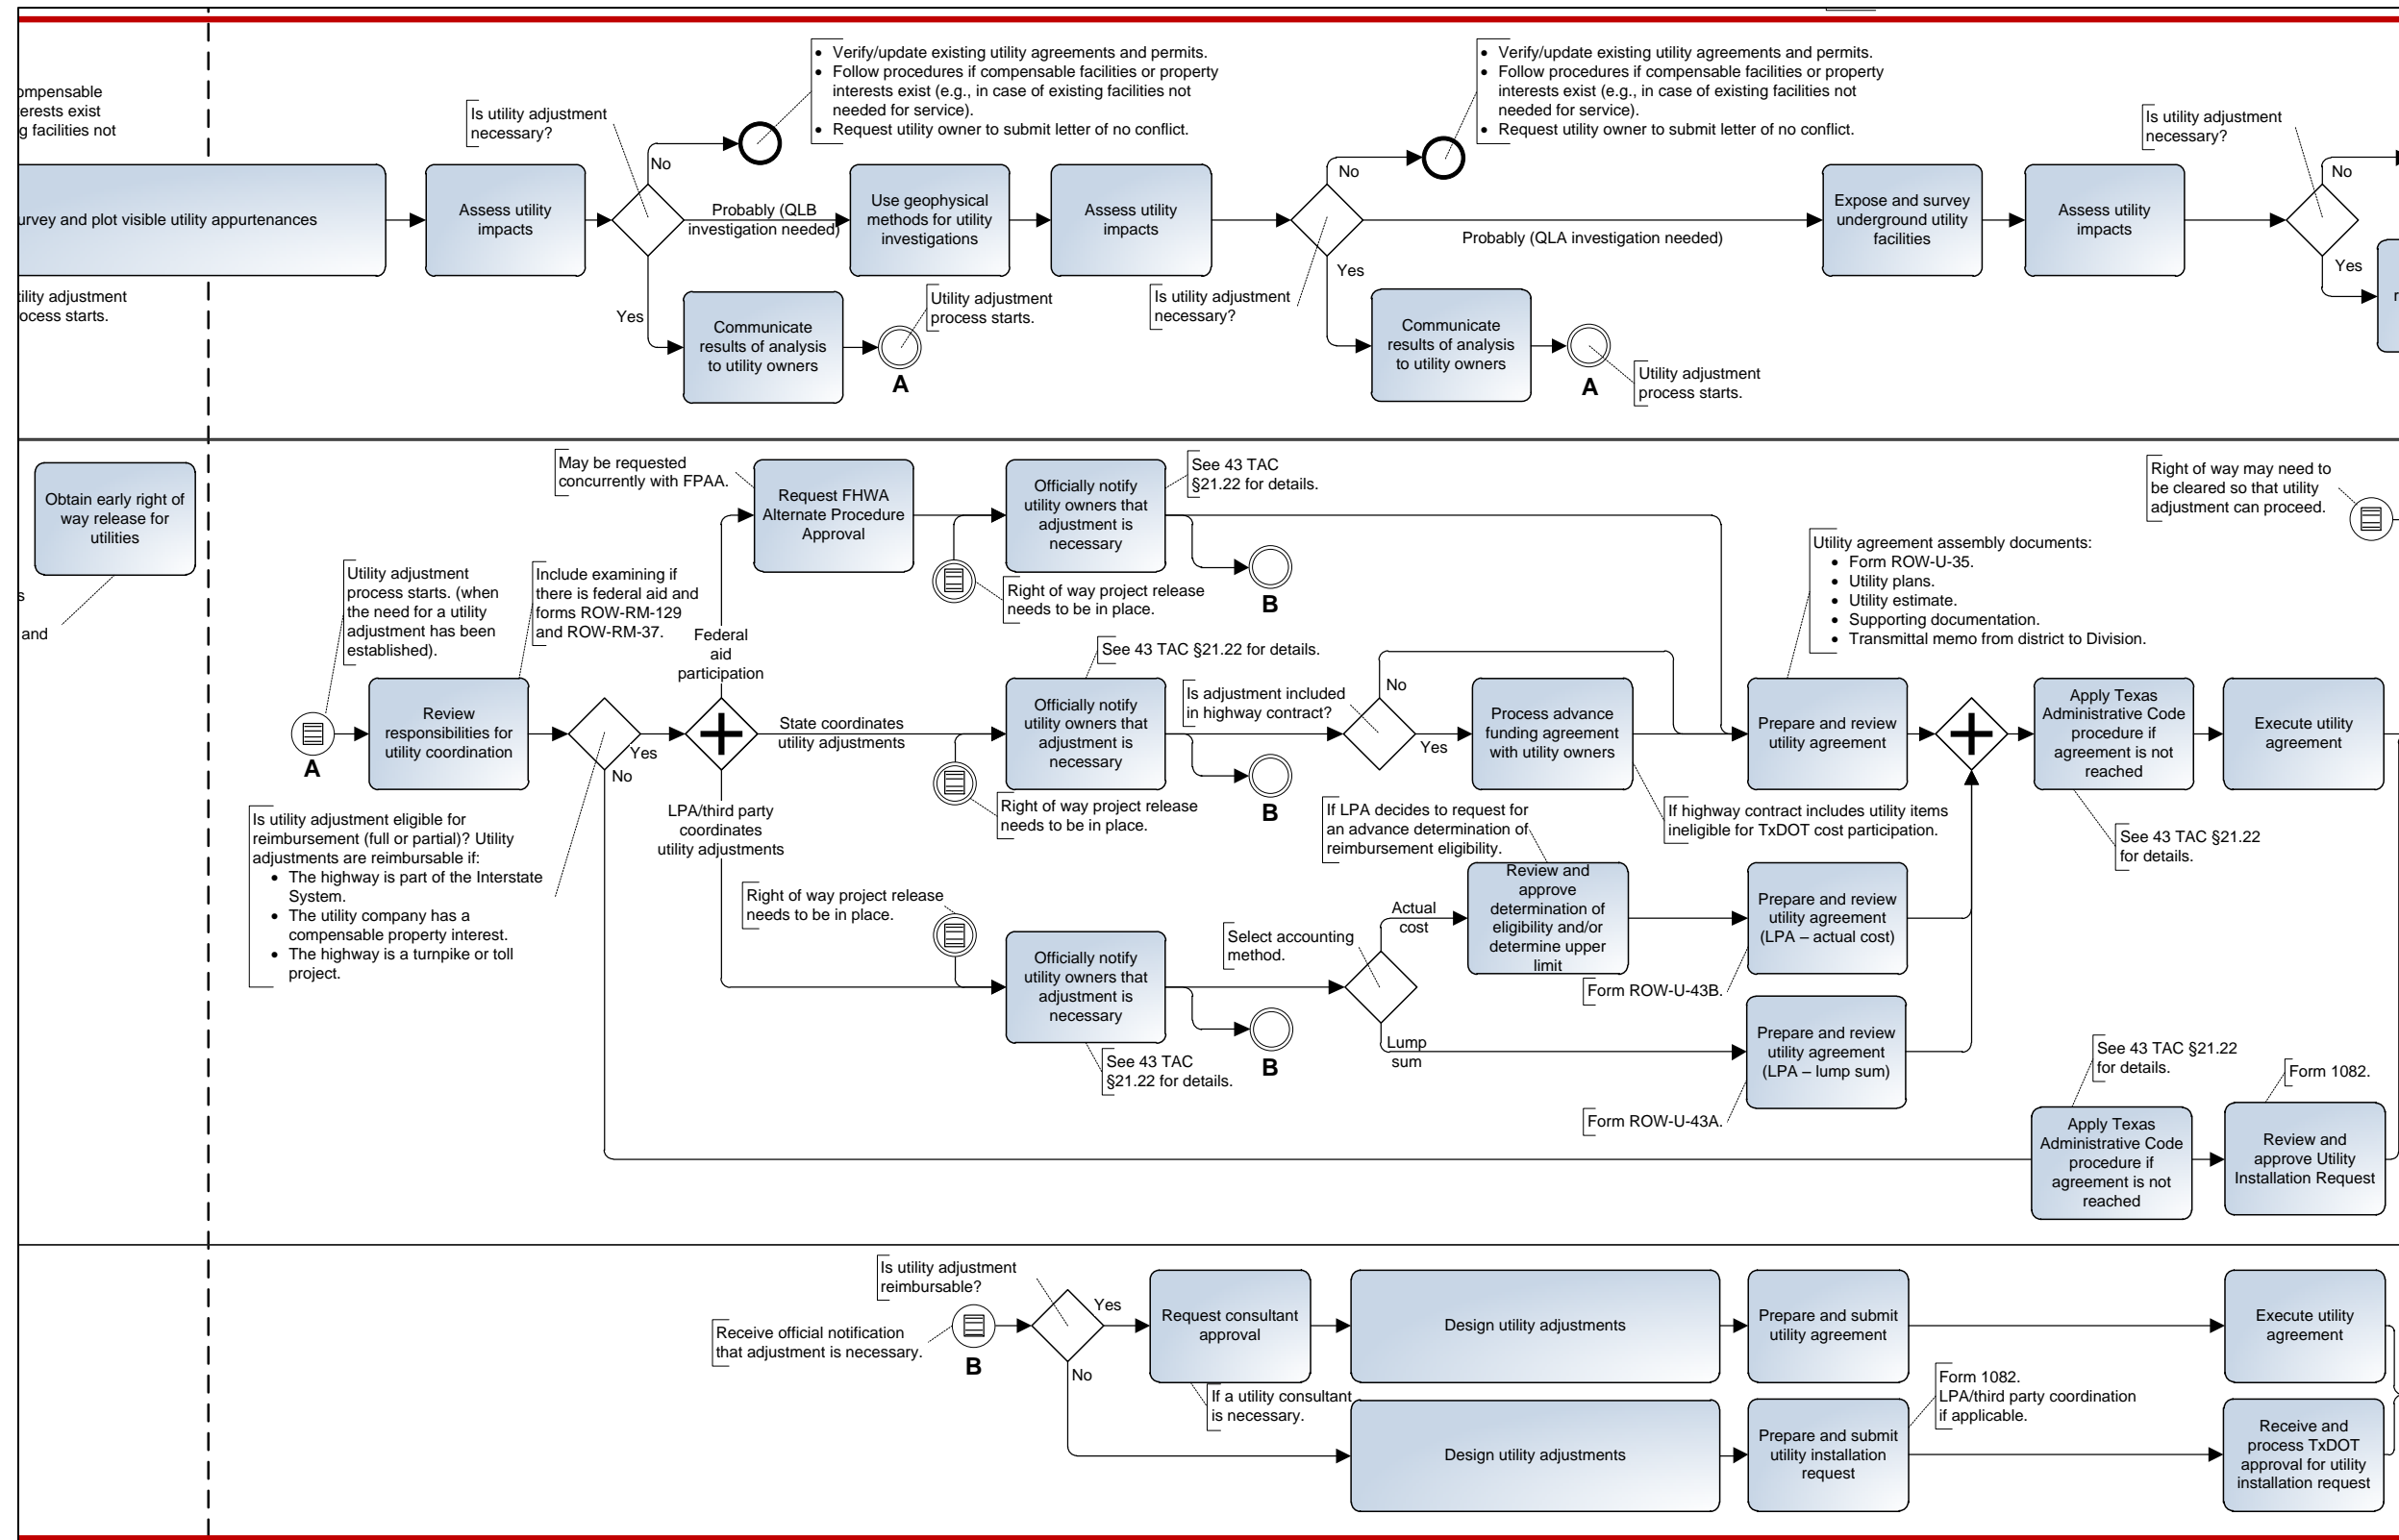 • Verify/update existing utility agreements and permits.
• Follow procedures if compensable facilities or property
interests exist (e.g., in case of existing facilities not
needed for service).
• Request utility owner to submit letter of no conflict.
• Verify/update existing utility agreements and permits.
• Follow procedures if compensable facilities or property
interests exist (e.g., in case of existing facilities not
needed for service).
• Request utility owner to submit letter of no conflict.
ompensable
erests exist
g facilities not
Is utility adjustment
necessary?
Is utility adjustment
necessary?
No
No
No
urvey and plot visible utility appurtenances
Assess utility
impacts
Probably (QLB
investigation needed)
Use geophysical
methods for utility
investigations
Assess utility
impacts
Probably (QLA investigation needed)
Expose and survey
underground utility
facilities
Assess utility
impacts
Yes
Yes
Yes
tility adjustment
ocess starts.
Communicate
results of analysis
to utility owners
Utility adjustment
process starts.
A
Is utility adjustment
necessary?
Communicate
results of analysis
to utility owners
A
Utility adjustment
process starts.
Obtain early right of
way release for
utilities
s
and
May be requested
concurrently with FPAA.
Request FHWA
Alternate Procedure
Approval
Officially notify
utility owners that
adjustment is
necessary
See 43 TAC
§21.22 for details.
Right of way may need to
be cleared so that utility
adjustment can proceed.
Right of way project release
needs to be in place.
B
Utility agreement assembly documents:
• Form ROW-U-35.
• Utility plans.
• Utility estimate.
• Supporting documentation.
• Transmittal memo from district to Division.
Utility adjustment
process starts. (when
the need for a utility
adjustment has been
established).
Include examining if
there is federal aid and
forms ROW-RM-129
and ROW-RM-37.
Federal
aid
participation
See 43 TAC §21.22 for details.
A
Review
responsibilities for
utility coordination
Yes
No
State coordinates
utility adjustments
Officially notify
utility owners that
adjustment is
necessary
Is adjustment included
in highway contract?
No
Yes
Process advance
funding agreement
with utility owners
Prepare and review
utility agreement
Apply Texas
Administrative Code
procedure if
agreement is not
reached
Execute utility
agreement
Right of way project release
needs to be in place.
B
If highway contract includes utility items
ineligible for TxDOT cost participation.
See 43 TAC §21.22
for details.
Is utility adjustment eligible for
reimbursement (full or partial)? Utility
adjustments are reimbursable if:
• The highway is part of the Interstate
System.
• The utility company has a
compensable property interest.
• The highway is a turnpike or toll
project.
LPA/third party
coordinates
utility adjustments
If LPA decides to request for
an advance determination of
reimbursement eligibility.
Right of way project release
needs to be in place.
Officially notify
utility owners that
adjustment is
necessary
Select accounting
method.
Actual
cost
Review and
approve
determination of
eligibility and/or
determine upper
limit
Prepare and review
utility agreement
(LPA – actual cost)
Form ROW-U-43B.
B
Lump
sum
Prepare and review
utility agreement
(LPA – lump sum)
See 43 TAC
§21.22 for details.
Form ROW-U-43A.
See 43 TAC §21.22
for details.
Form 1082.
Apply Texas
Administrative Code
procedure if
agreement is not
reached
Review and
approve Utility
Installation Request
Is utility adjustment
reimbursable?
Receive official notification
that adjustment is necessary.
B
Yes
No
Request consultant
approval
If a utility consultant
is necessary.
Design utility adjustments
Prepare and submit
utility agreement
Execute utility
agreement
Form 1082.
LPA/third party coordination
if applicable.
Design utility adjustments
Prepare and submit
utility installation
request
Receive and
process TxDOT
approval for utility
installation request